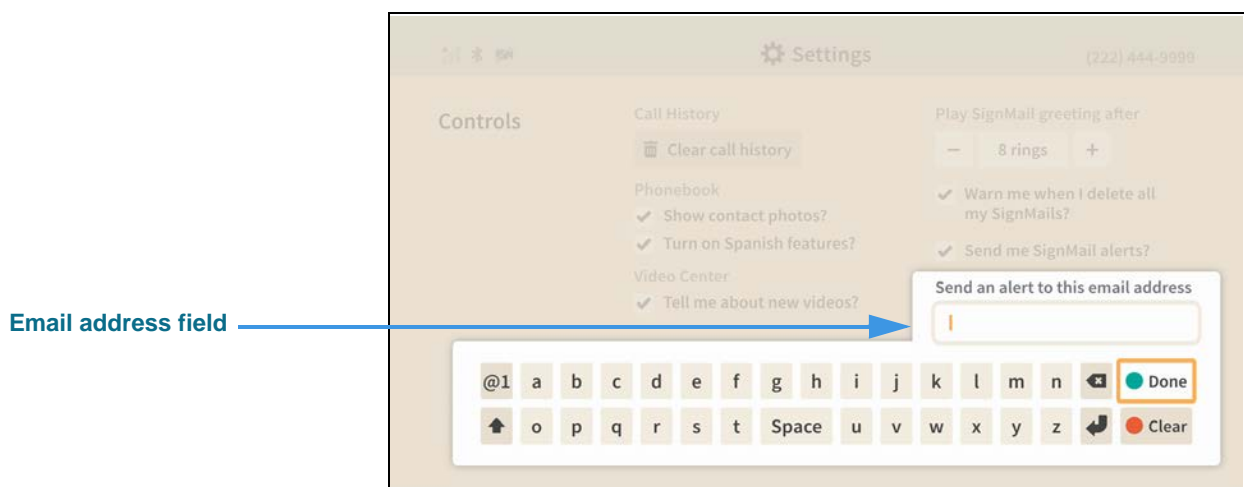 Settings
(222) 444-9999
Controls
Call History
Clear call history
Phonebook
Show contact photos?
Turn on Spanish features?
Video Center
Tell me about new videos?
Play SignMail greeting after
− 8 rings +
Warn me when I delete all
my SignMails?
Send me SignMail alerts?
Send an alert to this email address
Email address field
@1 a b c d e f g h i j k l m n Done
o p q r s t Space u v w x y z Clear